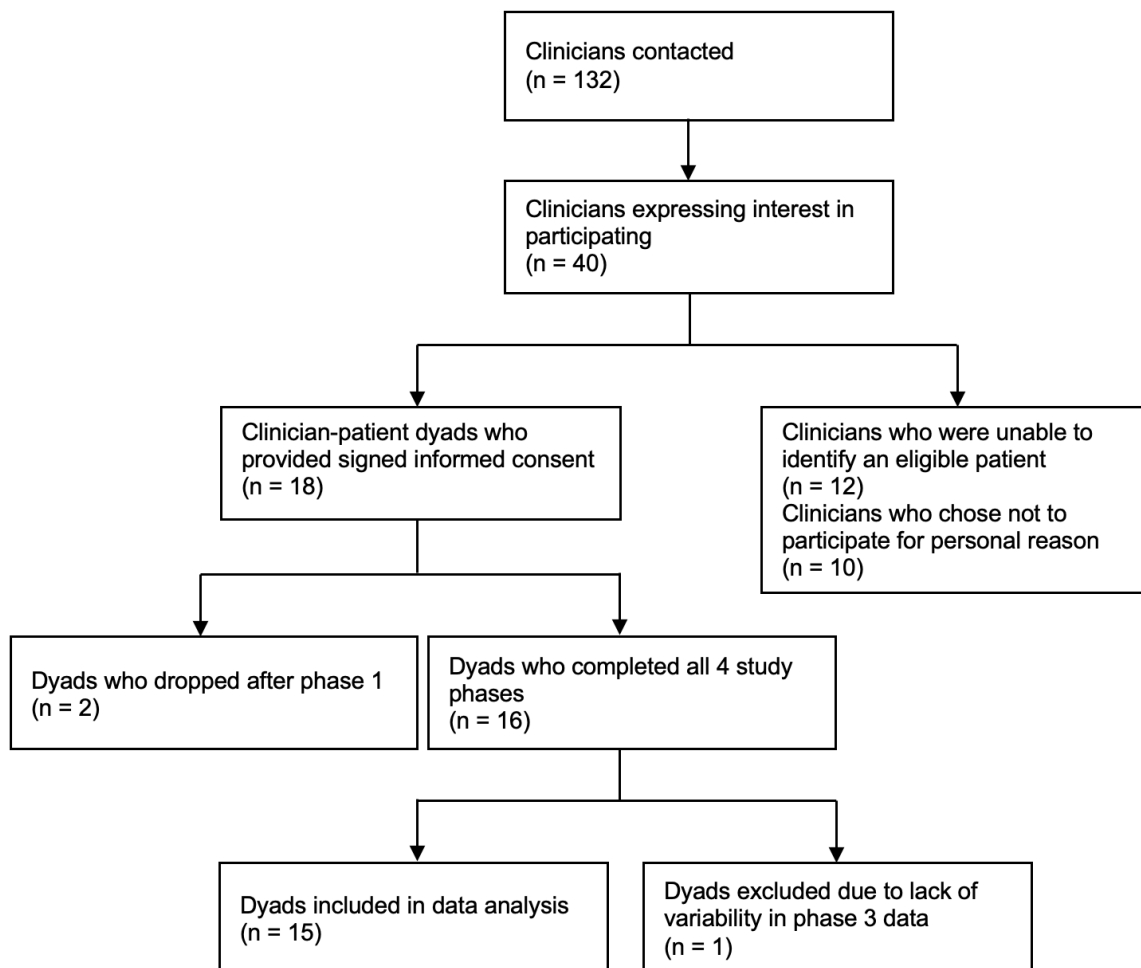 Clinicians contacted
(n = 132)
Clinicians expressing interest in
participating
(n = 40)
Clinician-patient dyads who
provided signed informed consent
(n = 18)
Clinicians who were unable to
identify an eligible patient
(n = 12)
Clinicians who chose not to
participate for personal reason
(n = 10)
Dyads who dropped after phase 1
(n = 2)
Dyads who completed all 4 study
phases
(n = 16)
Dyads included in data analysis
(n = 15)
Dyads excluded due to lack of
variability in phase 3 data
(n = 1)